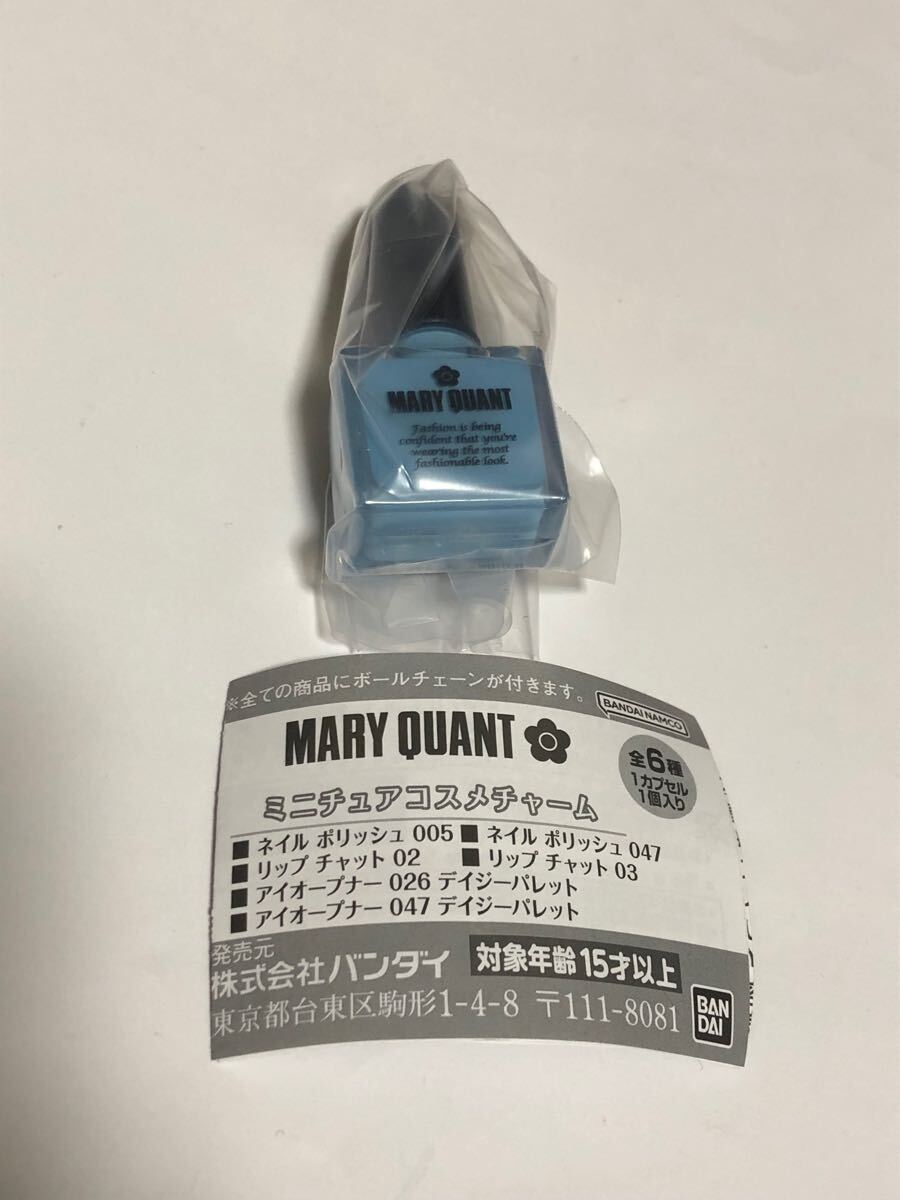 MARY QUANT
Fashion is being
confident that you're
wearing the most
fashionable look.
※全ての商品にボールチェーンが付きます。
BANDAI NAMCO
MARY QUANT
全6種
1カプセル
1個入り
ミニチュアコスメチャーム
■ ネイル ポリッシュ 005 ■ ネイル ポリッシュ 047
■ リップ チャット 02 ■ リップ チャット 03
■ アイオープナー 026 デイジーパレット
■ アイオープナー 047 デイジーパレット
発売元
株式会社バンダイ 対象年齢15才以上
東京都台東区駒形1-4-8 〒111-8081
BAN
DAI